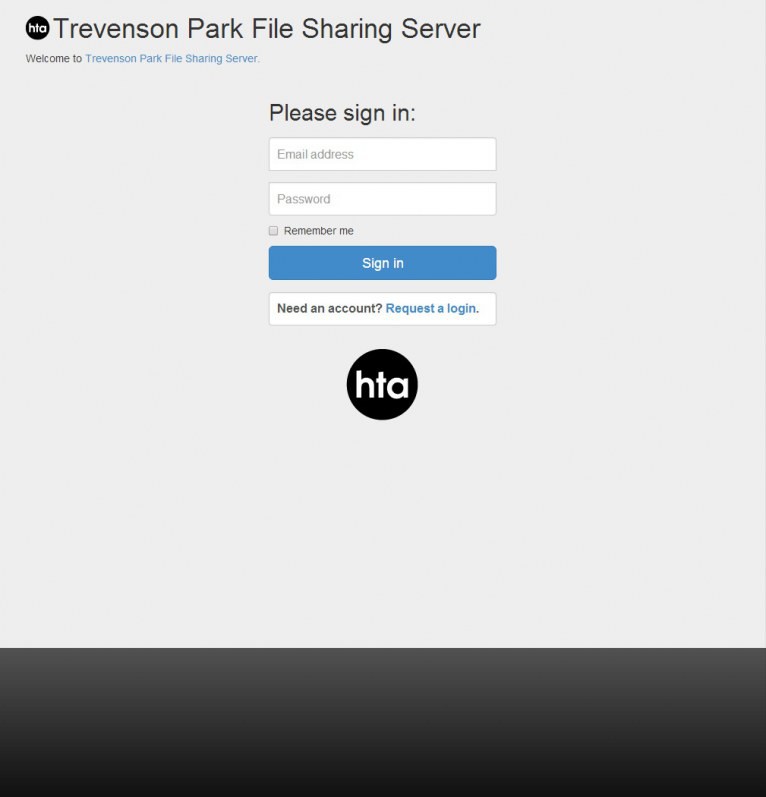 hta Trevenson Park File Sharing Server
Welcome to Trevenson Park File Sharing Server.
Please sign in:
Email address
Password
Remember me
Sign in
Need an account? Request a login.
hta